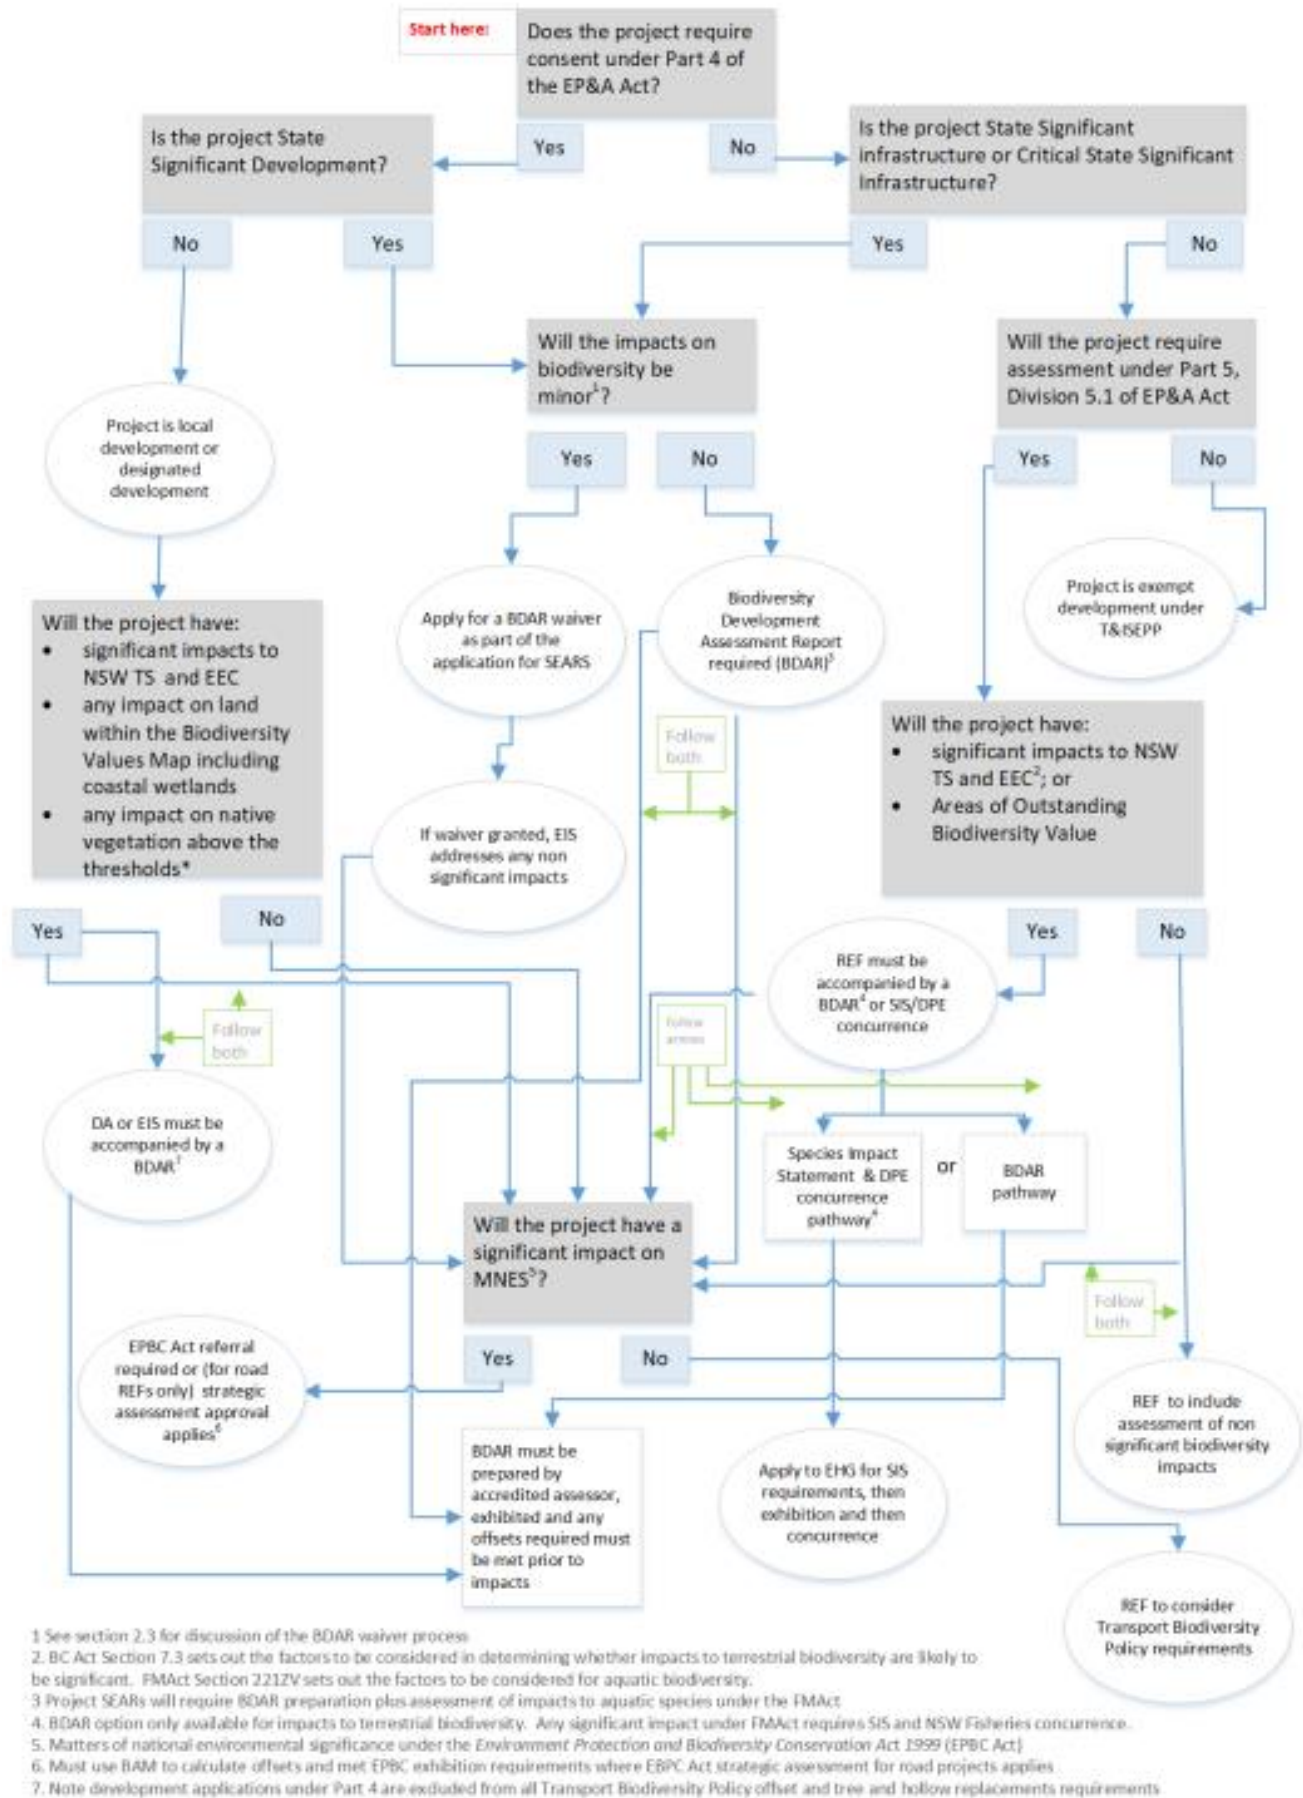 Start here:
Does the project require
consent under Part 4 of
the EP&A Act?
Is the project State
Significant Development?
Yes
No
Is the project State Significant
infrastructure or Critical State Significant
Infrastructure?
No
Yes
Yes
No
Will the impacts on
biodiversity be
minor1?
Will the project require
assessment under Part 5,
Division 5.1 of EP&A Act
Project is local
development or
designated
development
Yes
No
Yes
No
Apply for a BDAR waiver
as part of the
application for SEARS
Biodiversity
Development
Assessment Report
required (BDAR)3
Project is exempt
development under
T&ISEPP
Will the project have:
• significant impacts to
NSW TS and EEC
• any impact on land
within the Biodiversity
Values Map including
coastal wetlands
• any impact on native
vegetation above the
thresholds*
Follow
both
Will the project have:
• significant impacts to NSW
TS and EEC2; or
• Areas of Outstanding
Biodiversity Value
If waiver granted, EIS
addresses any non
significant impacts
Yes
No
Yes
No
REF must be
accompanied by a
BDAR4 or SIS/DPE
concurrence
Follow
both
Follow
arrows
DA or EIS must be
accompanied by a
BDAR7
Species Impact
Statement & DPE
concurrence
pathway4
or
BDAR
pathway
Will the project have a
significant impact on
MNES5?
Follow
both
EPBC Act referral
required or (for road
REFs only) strategic
assessment approval
applies6
Yes
No
REF to include
assessment of non
significant biodiversity
impacts
BDAR must be
prepared by
accredited assessor,
exhibited and any
offsets required must
be met prior to
impacts
Apply to EHG for SIS
requirements, then
exhibition and then
concurrence
REF to consider
Transport Biodiversity
Policy requirements
1 See section 2.3 for discussion of the BDAR waiver process
2. BC Act Section 7.3 sets out the factors to be considered in determining whether impacts to terrestrial biodiversity are likely to
be significant. FMAct Section 221ZV sets out the factors to be considered for aquatic biodiversity.
3 Project SEARs will require BDAR preparation plus assessment of impacts to aquatic species under the FMAct
4. BDAR option only available for impacts to terrestrial biodiversity. Any significant impact under FMAct requires SIS and NSW Fisheries concurrence.
5. Matters of national environmental significance under the Environment Protection and Biodiversity Conservation Act 1999 (EPBC Act)
6. Must use BAM to calculate offsets and met EPBC exhibition requirements where EBPC Act strategic assessment for road projects applies
7. Note development applications under Part 4 are excluded from all Transport Biodiversity Policy offset and tree and hollow replacements requirements